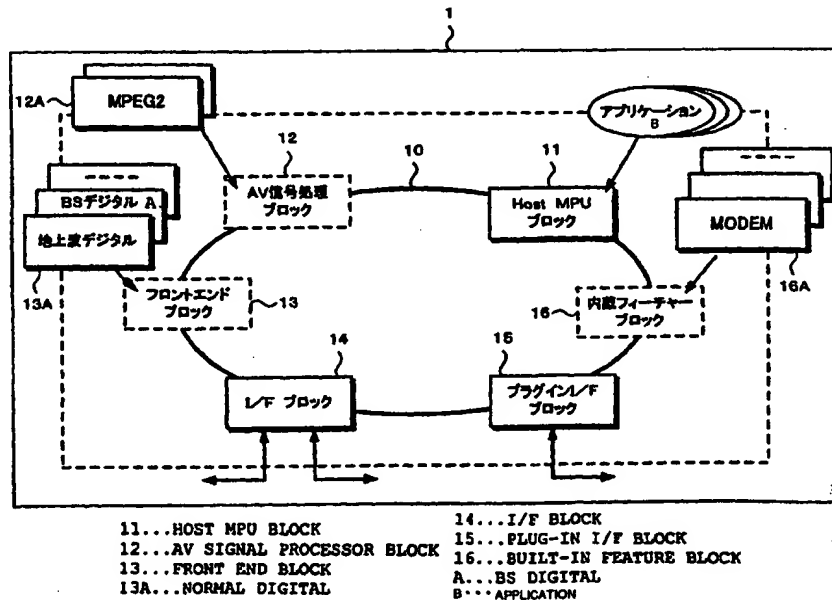 1
MPEG2
12A
アプリケーション
B
12
10
11
AV信号処理
ブロック
Host MPU
ブロック
BSデジタル A
地上波デジタル
13A
MODEM
16A
フロントエンド
ブロック
13
16
内蔵フィーチャー
ブロック
14
15
I/F ブロック
プラグインI/F
ブロック
11...HOST MPU BLOCK
12...AV SIGNAL PROCESSOR BLOCK
13...FRONT END BLOCK
13A...NORMAL DIGITAL
14...I/F BLOCK
15...PLUG-IN I/F BLOCK
16...BUILT-IN FEATURE BLOCK
A...BS DIGITAL
B...APPLICATION